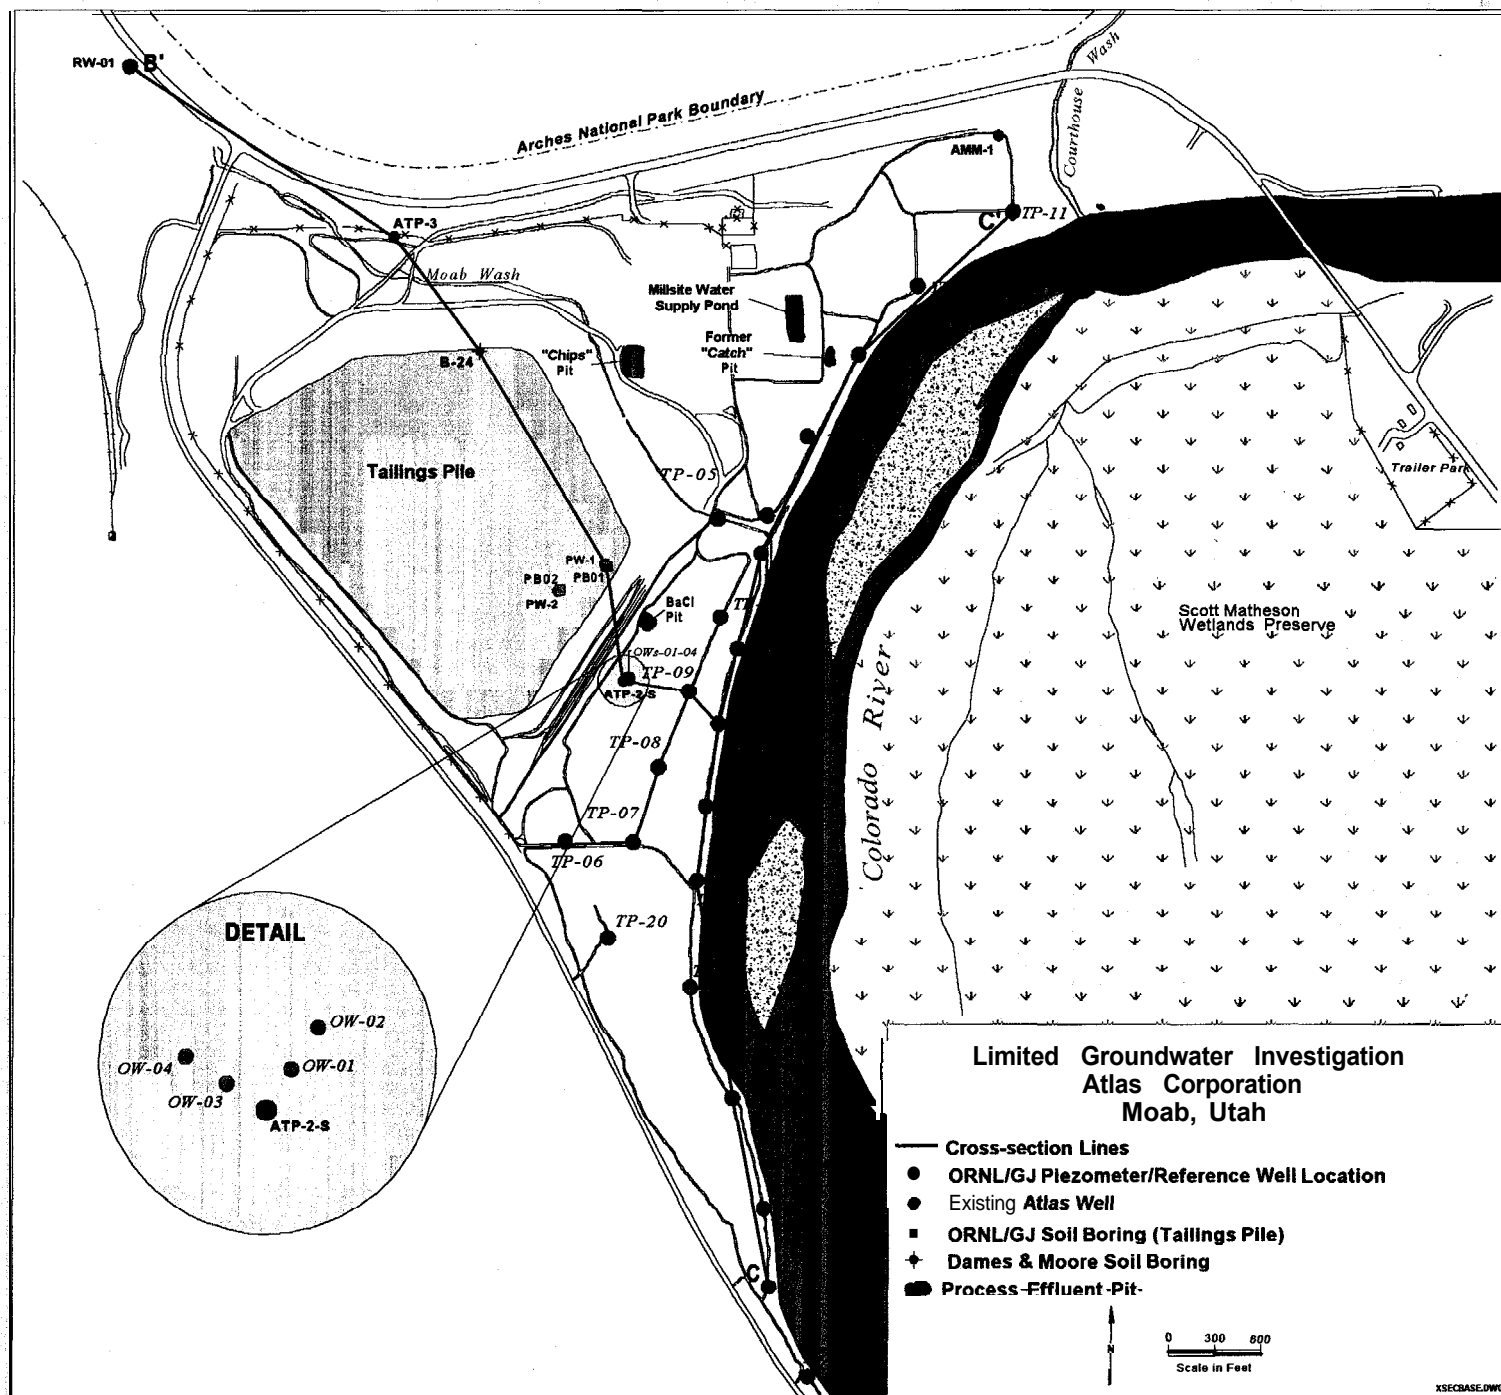 RW-01
B'
Arches National Park Boundary
Courthouse
Wash
AMM-1
C'
TP-11
ATP-3
Moab Wash
Millsite Water
Supply Pond
Former
"Catch"
Pit
"Chips"
Pit
B-24
Tailings Pile
TP-05
Trailer Park
PW-1
PB02
PB01
PW-2
BaCl
Pit
Scott Matheson
Wetlands Preserve
OWs-01-04
TP-09
ATP-2-S
TP-08
Colorado River
TP-07
TP-06
TP-20
DETAIL
OW-02
OW-04
OW-01
OW-03
ATP-2-S
C
Limited Groundwater Investigation
Atlas Corporation
Moab, Utah
Cross-section Lines
ORNL/GJ Piezometer/Reference Well Location
Existing Atlas Well
ORNL/GJ Soil Boring (Tailings Pile)
Dames & Moore Soil Boring
Process-Effluent-Pit-
N
0 300 600
Scale in Feet
XSECBASE.DWG